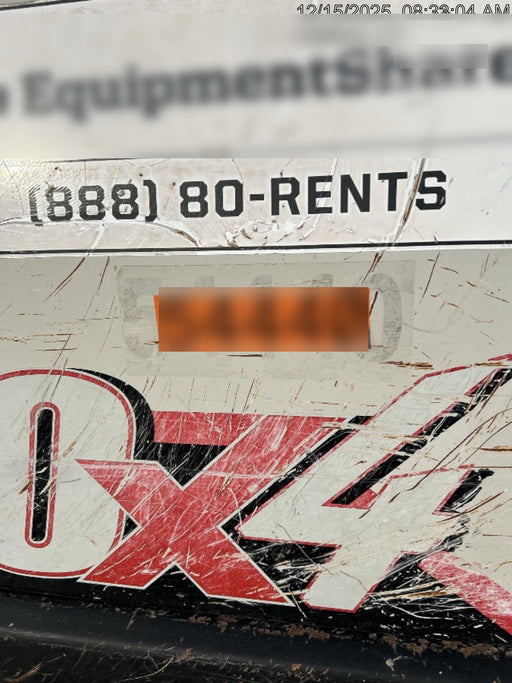 12/15/2025 08:33:04 AM
EquipmentShare
(888) 80-RENTS
0x4